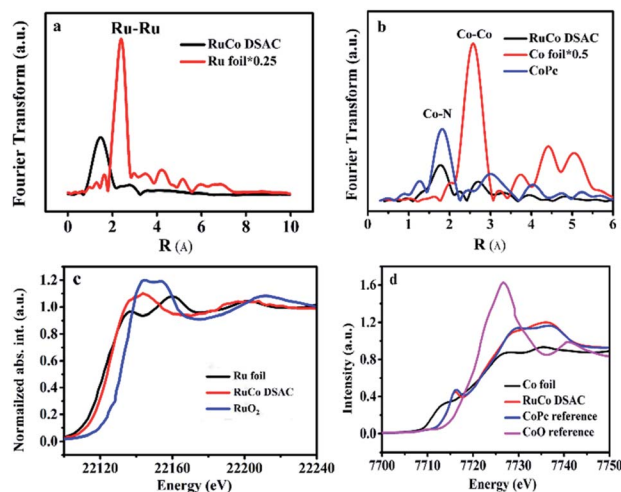 a
Ru-Ru
RuCo DSAC
Ru foil*0.25
Fourier Transform (a.u.)
0 2 4 6 8 10
R (Å)
b
Co-Co
Co-N
RuCo DSAC
Co foil*0.5
CoPc
Fourier Transform (a.u.)
0 1 2 3 4 5 6
R (Å)
c
Ru foil
RuCo DSAC
RuO2
Normalized abs. int. (a.u.)
1.2
1.0
0.8
0.6
0.4
0.2
0.0
22120 22160 22200 22240
Energy (eV)
d
Co foil
RuCo DSAC
CoPc reference
CoO reference
Intensity (a.u.)
1.6
1.2
0.8
0.4
0.0
7700 7710 7720 7730 7740 7750
Energy (eV)